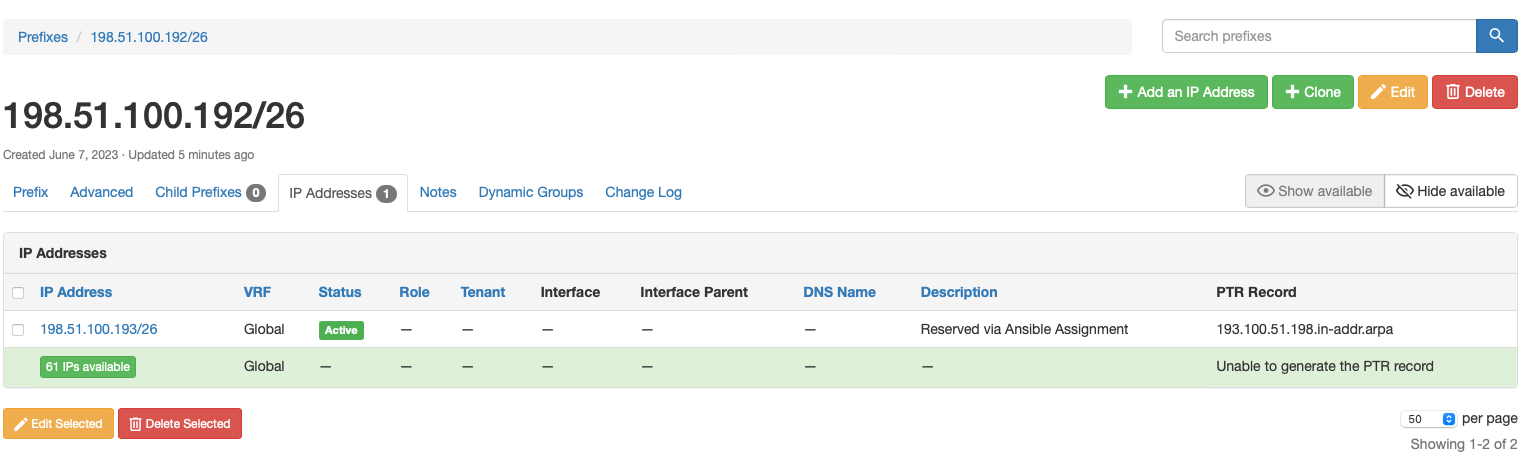 Prefixes / 198.51.100.192/26
Search prefixes
Add an IP Address Clone Edit Delete
198.51.100.192/26
Created June 7, 2023 · Updated 5 minutes ago
Prefix Advanced Child Prefixes 0 IP Addresses 1 Notes Dynamic Groups Change Log Show available Hide available
IP Addresses
IP Address VRF Status Role Tenant Interface Interface Parent DNS Name Description PTR Record
198.51.100.193/26 Global Active — — — — — Reserved via Ansible Assignment 193.100.51.198.in-addr.arpa
61 IPs available Global — — — — — — — Unable to generate the PTR record
Edit Selected Delete Selected 50 per page
Showing 1-2 of 2